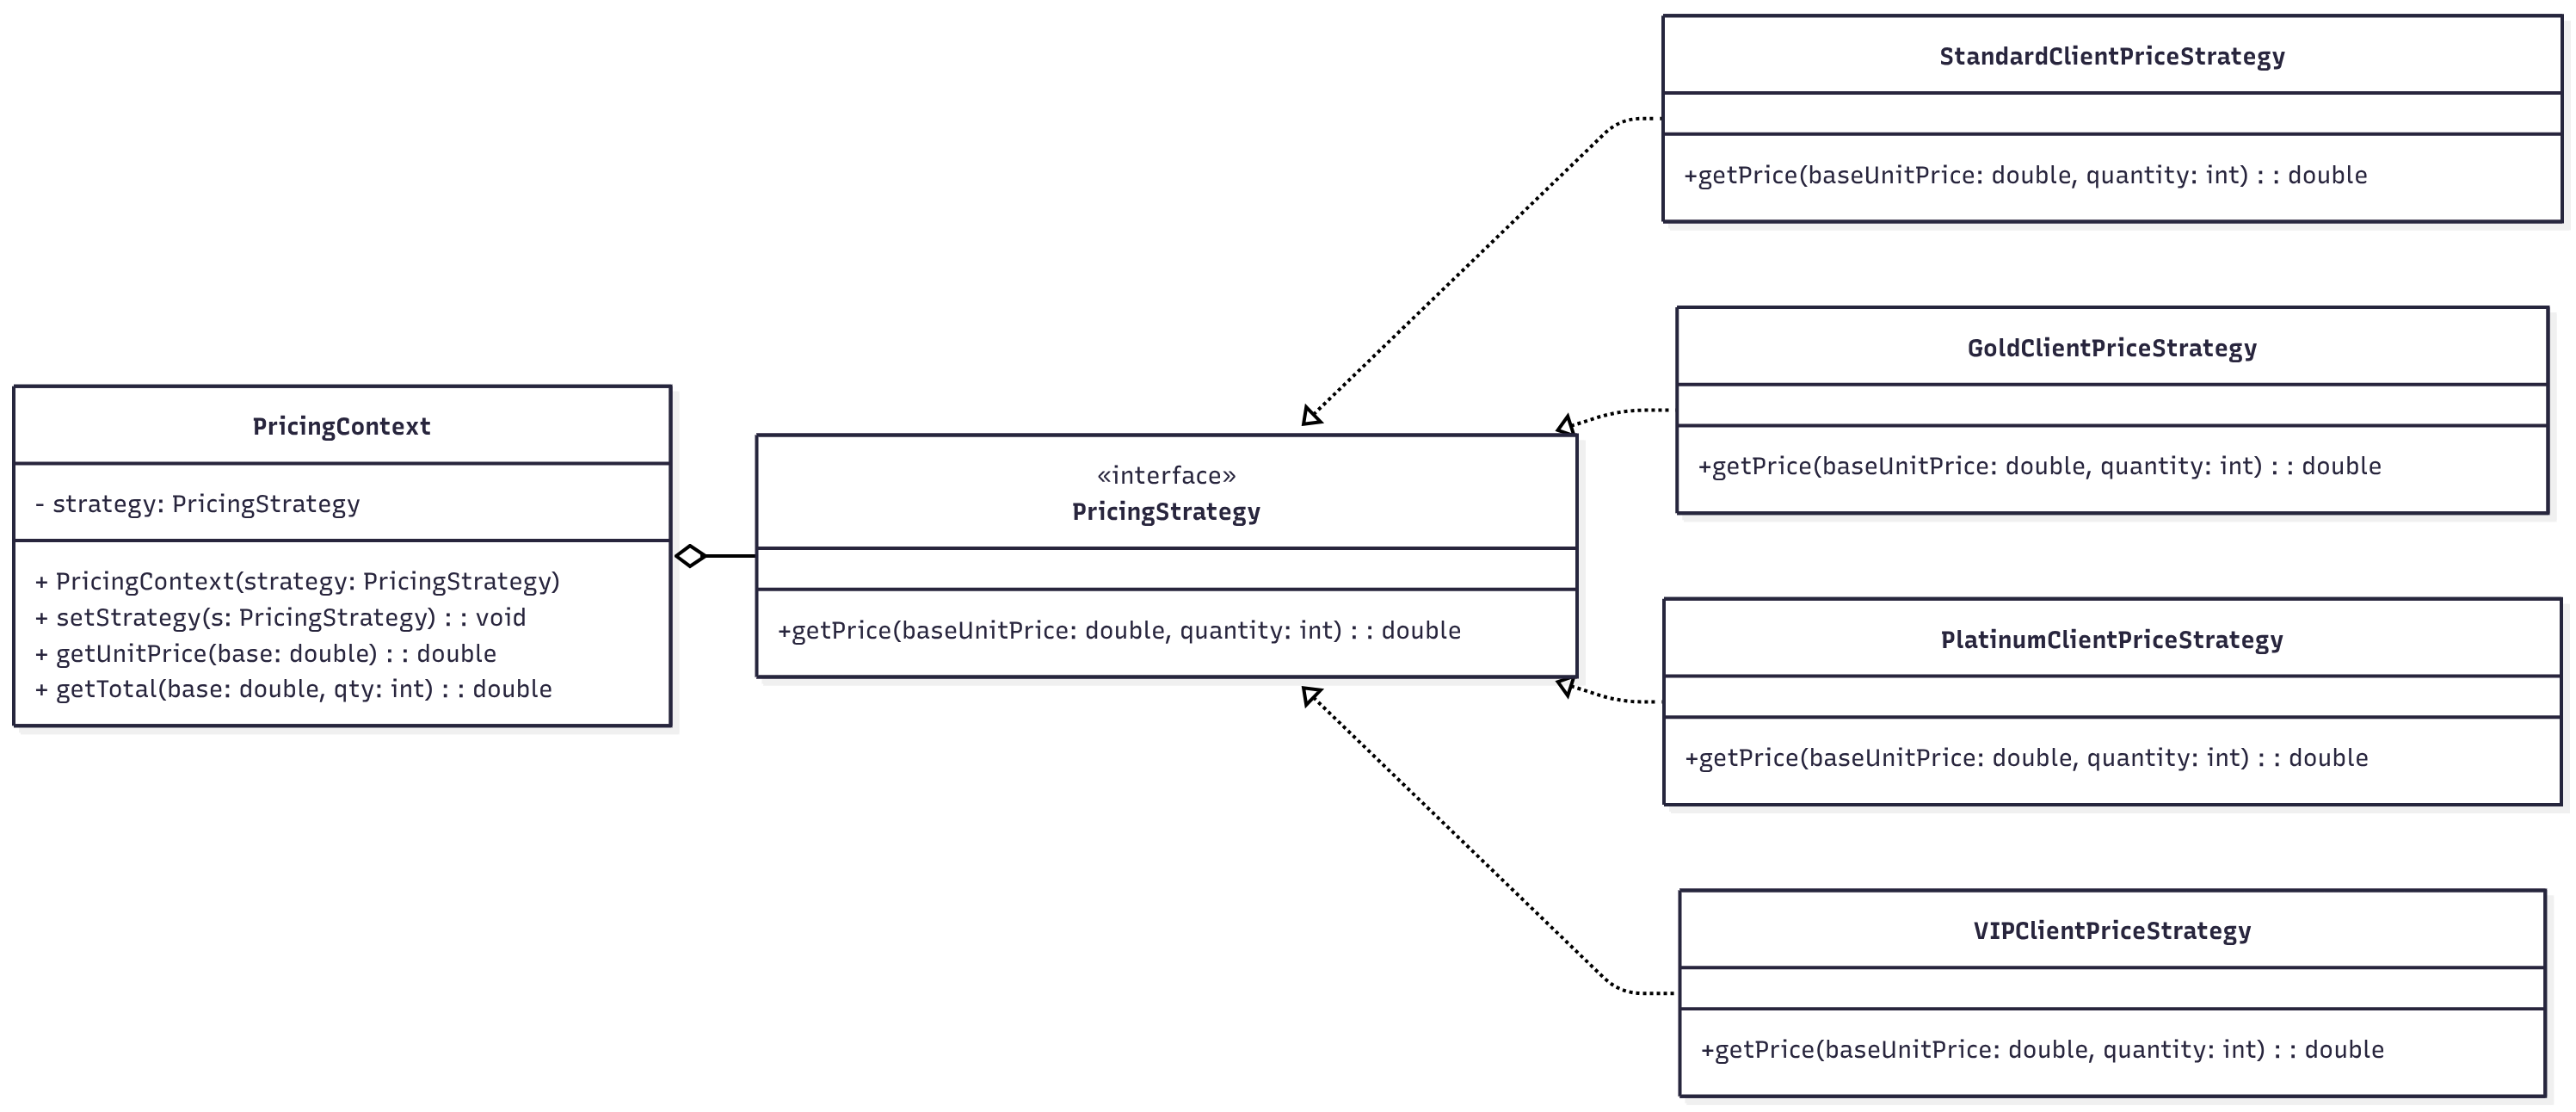 PricingContext
- strategy: PricingStrategy
+ PricingContext(strategy: PricingStrategy)
+ setStrategy(s: PricingStrategy) : : void
+ getUnitPrice(base: double) : : double
+ getTotal(base: double, qty: int) : : double
«interface»
PricingStrategy
+getPrice(baseUnitPrice: double, quantity: int) : : double
StandardClientPriceStrategy
+getPrice(baseUnitPrice: double, quantity: int) : : double
GoldClientPriceStrategy
+getPrice(baseUnitPrice: double, quantity: int) : : double
PlatinumClientPriceStrategy
+getPrice(baseUnitPrice: double, quantity: int) : : double
VIPClientPriceStrategy
+getPrice(baseUnitPrice: double, quantity: int) : : double